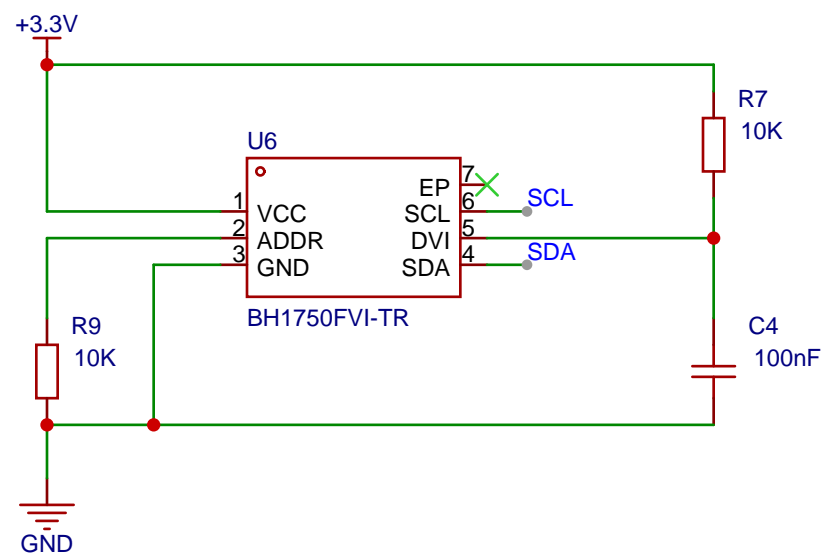 +3.3V
R7
10K
U6
1 VCC
2 ADDR
3 GND
EP 7
SCL 6
DVI 5
SDA 4
SCL
SDA
BH1750FVI-TR
R9
10K
C4
100nF
GND